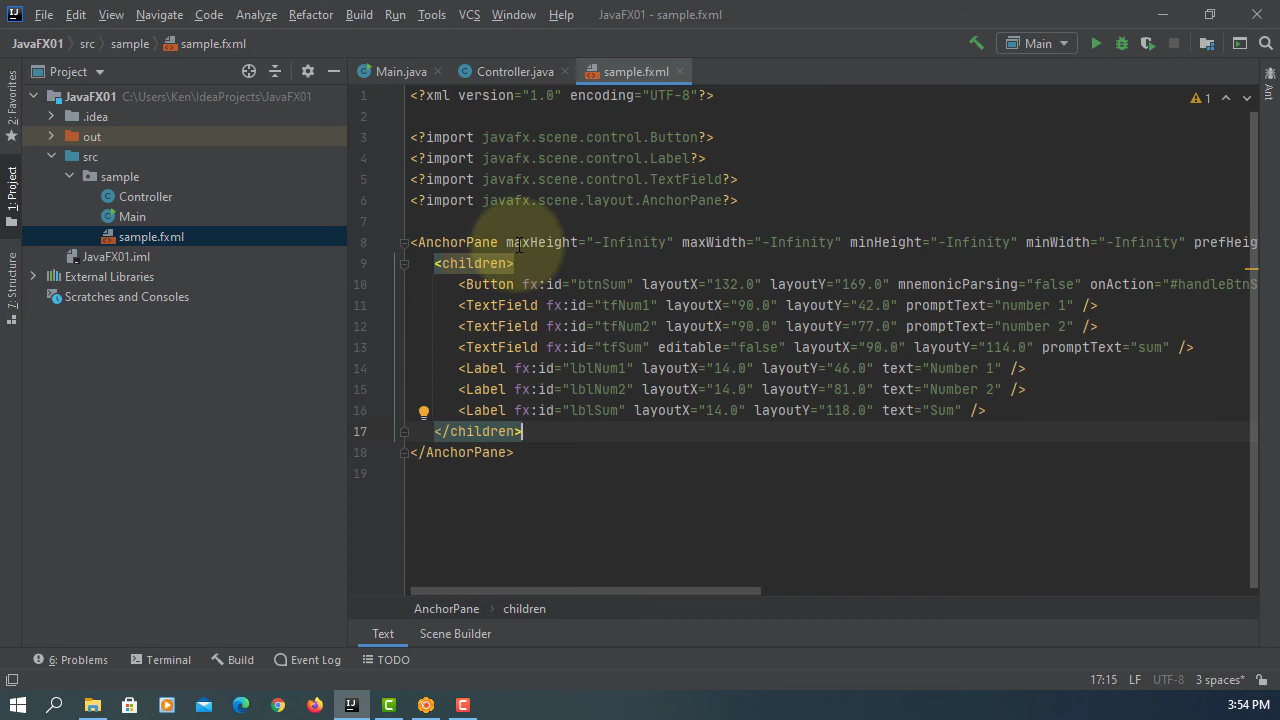 File Edit View Navigate Code Analyze Refactor Build Run Tools VCS Window Help JavaFX01 - sample.fxml
JavaFX01 src sample sample.fxml Main
Project Main.java Controller.java sample.fxml
JavaFX01 C:\Users\Ken\IdeaProjects\JavaFX01
.idea
out
src
sample
Controller
Main
sample.fxml
JavaFX01.iml
External Libraries
Scratches and Consoles
2: Favorites
1: Project
Structure
Ant
1
1 <?xml version="1.0" encoding="UTF-8"?>
2
3 <?import javafx.scene.control.Button?>
4 <?import javafx.scene.control.Label?>
5 <?import javafx.scene.control.TextField?>
6 <?import javafx.scene.layout.AnchorPane?>
7
8 <AnchorPane maxHeight="-Infinity" maxWidth="-Infinity" minHeight="-Infinity" minWidth="-Infinity" prefHeig
9 <children>
10 <Button fx:id="btnSum" layoutX="132.0" layoutY="169.0" mnemonicParsing="false" onAction="#handleBtnS
11 <TextField fx:id="tfNum1" layoutX="90.0" layoutY="42.0" promptText="number 1" />
12 <TextField fx:id="tfNum2" layoutX="90.0" layoutY="77.0" promptText="number 2" />
13 <TextField fx:id="tfSum" editable="false" layoutX="90.0" layoutY="114.0" promptText="sum" />
14 <Label fx:id="lblNum1" layoutX="14.0" layoutY="46.0" text="Number 1" />
15 <Label fx:id="lblNum2" layoutX="14.0" layoutY="81.0" text="Number 2" />
16 <Label fx:id="lblSum" layoutX="14.0" layoutY="118.0" text="Sum" />
17 </children>
18 </AnchorPane>
19
AnchorPane children
Text Scene Builder
6: Problems Terminal Build Event Log TODO
17:15 LF UTF-8 3 spaces*
3:54 PM